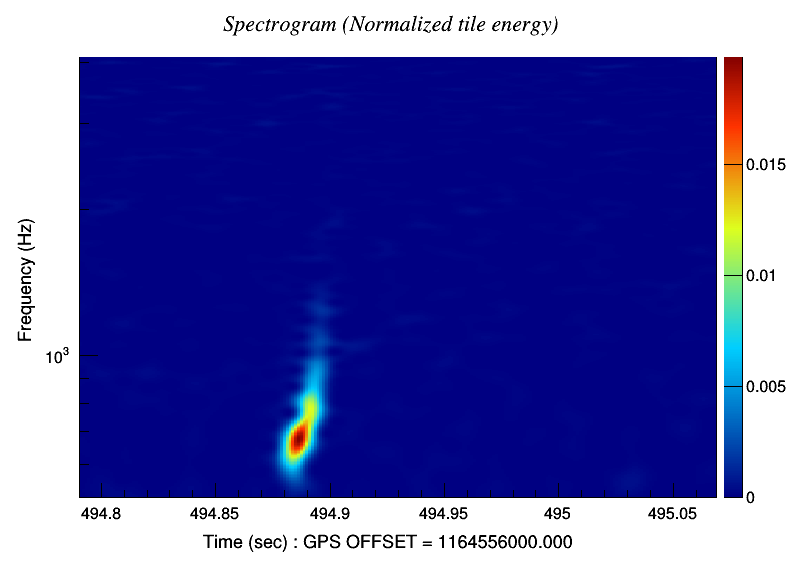 Spectrogram (Normalized tile energy)
Frequency (Hz)
10³
0.015
0.01
0.005
0
494.8 494.85 494.9 494.95 495 495.05
Time (sec) : GPS OFFSET = 1164556000.000